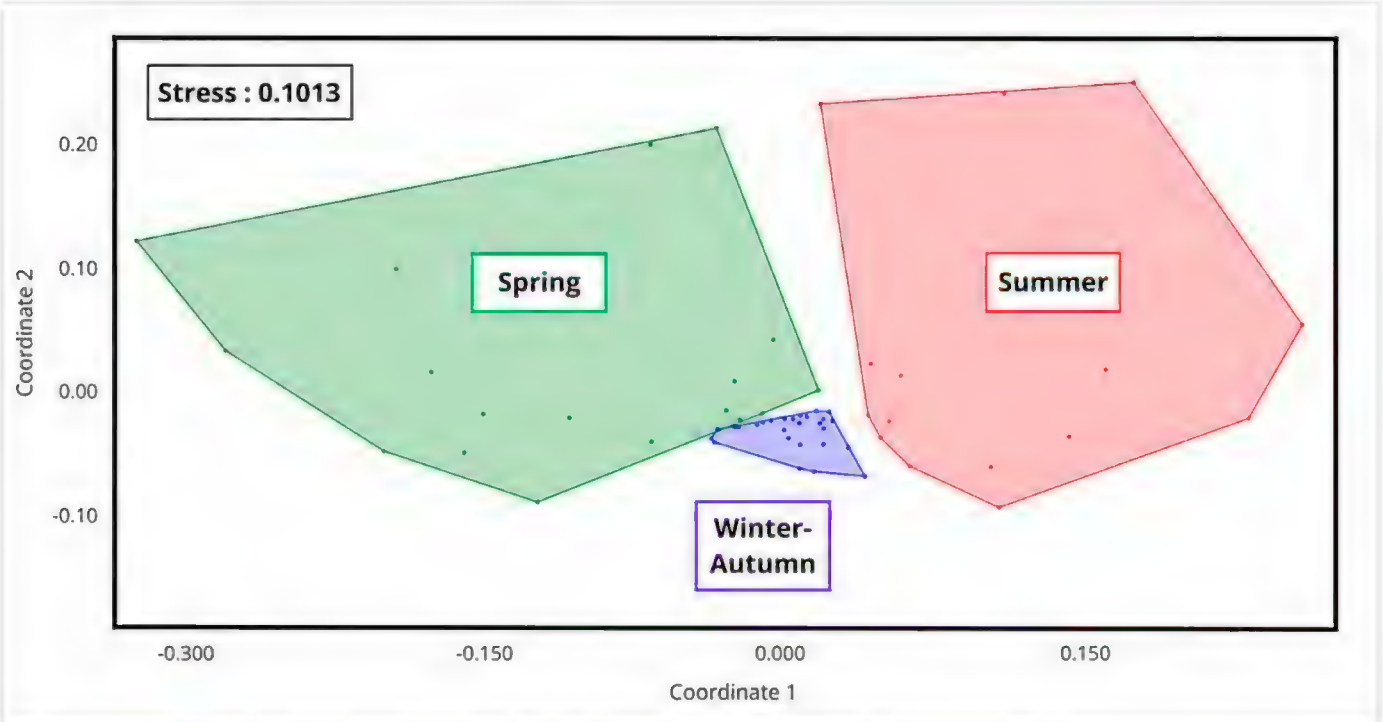 Stress : 0.1013
0.20
0.10
0.00
-0.10
Coordinate 2
Spring
Summer
Winter-
Autumn
-0.300
-0.150
0.000
0.150
Coordinate 1